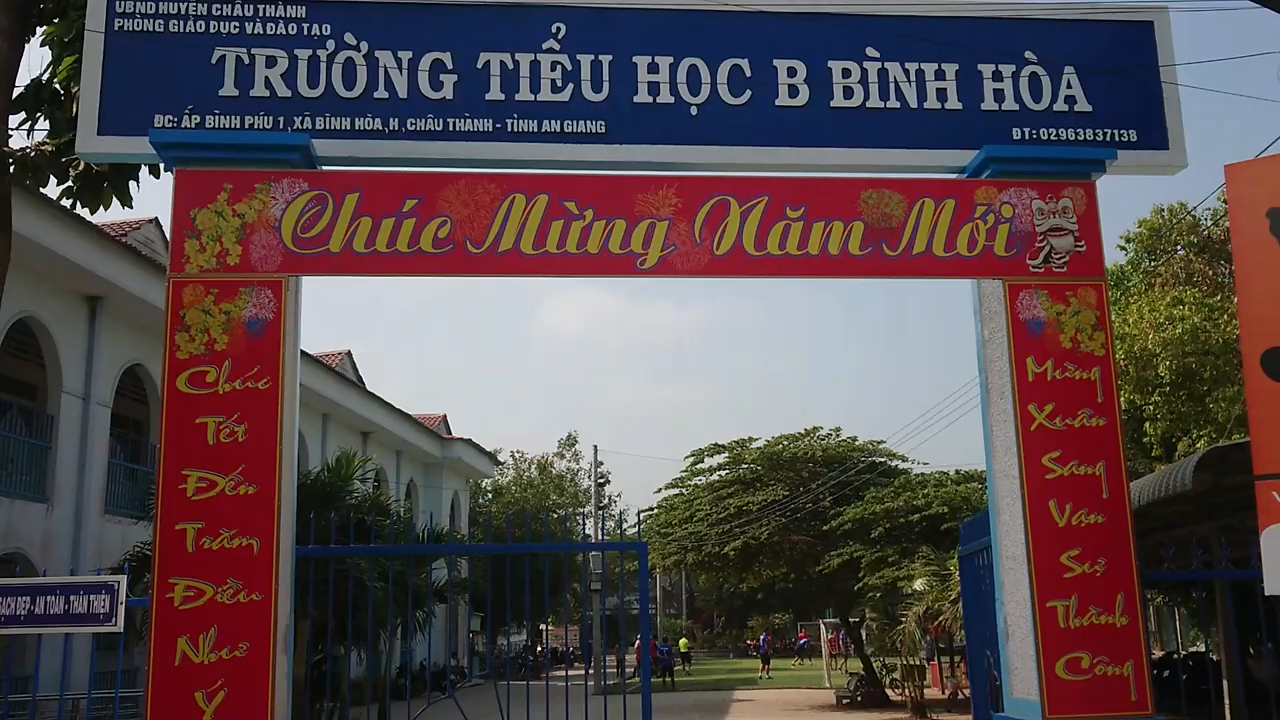 UBND HUYỆN CHÂU THÀNH
PHÒNG GIÁO DỤC VÀ ĐÀO TẠO
TRƯỜNG TIỂU HỌC B BÌNH HÒA
ĐC: ẤP BÌNH PHÚ 1, XÃ BÌNH HÒA, H, CHÂU THÀNH - TỈNH AN GIANG
ĐT: 02963837138
Chúc Mừng Năm Mới
Chúc
Tết
Đến
Trăm
Điều
Như
Ý
Mừng
Xuân
Sang
Vạn
Sự
Thành
Công
SẠCH ĐẸP - AN TOÀN - THÂN THIỆN